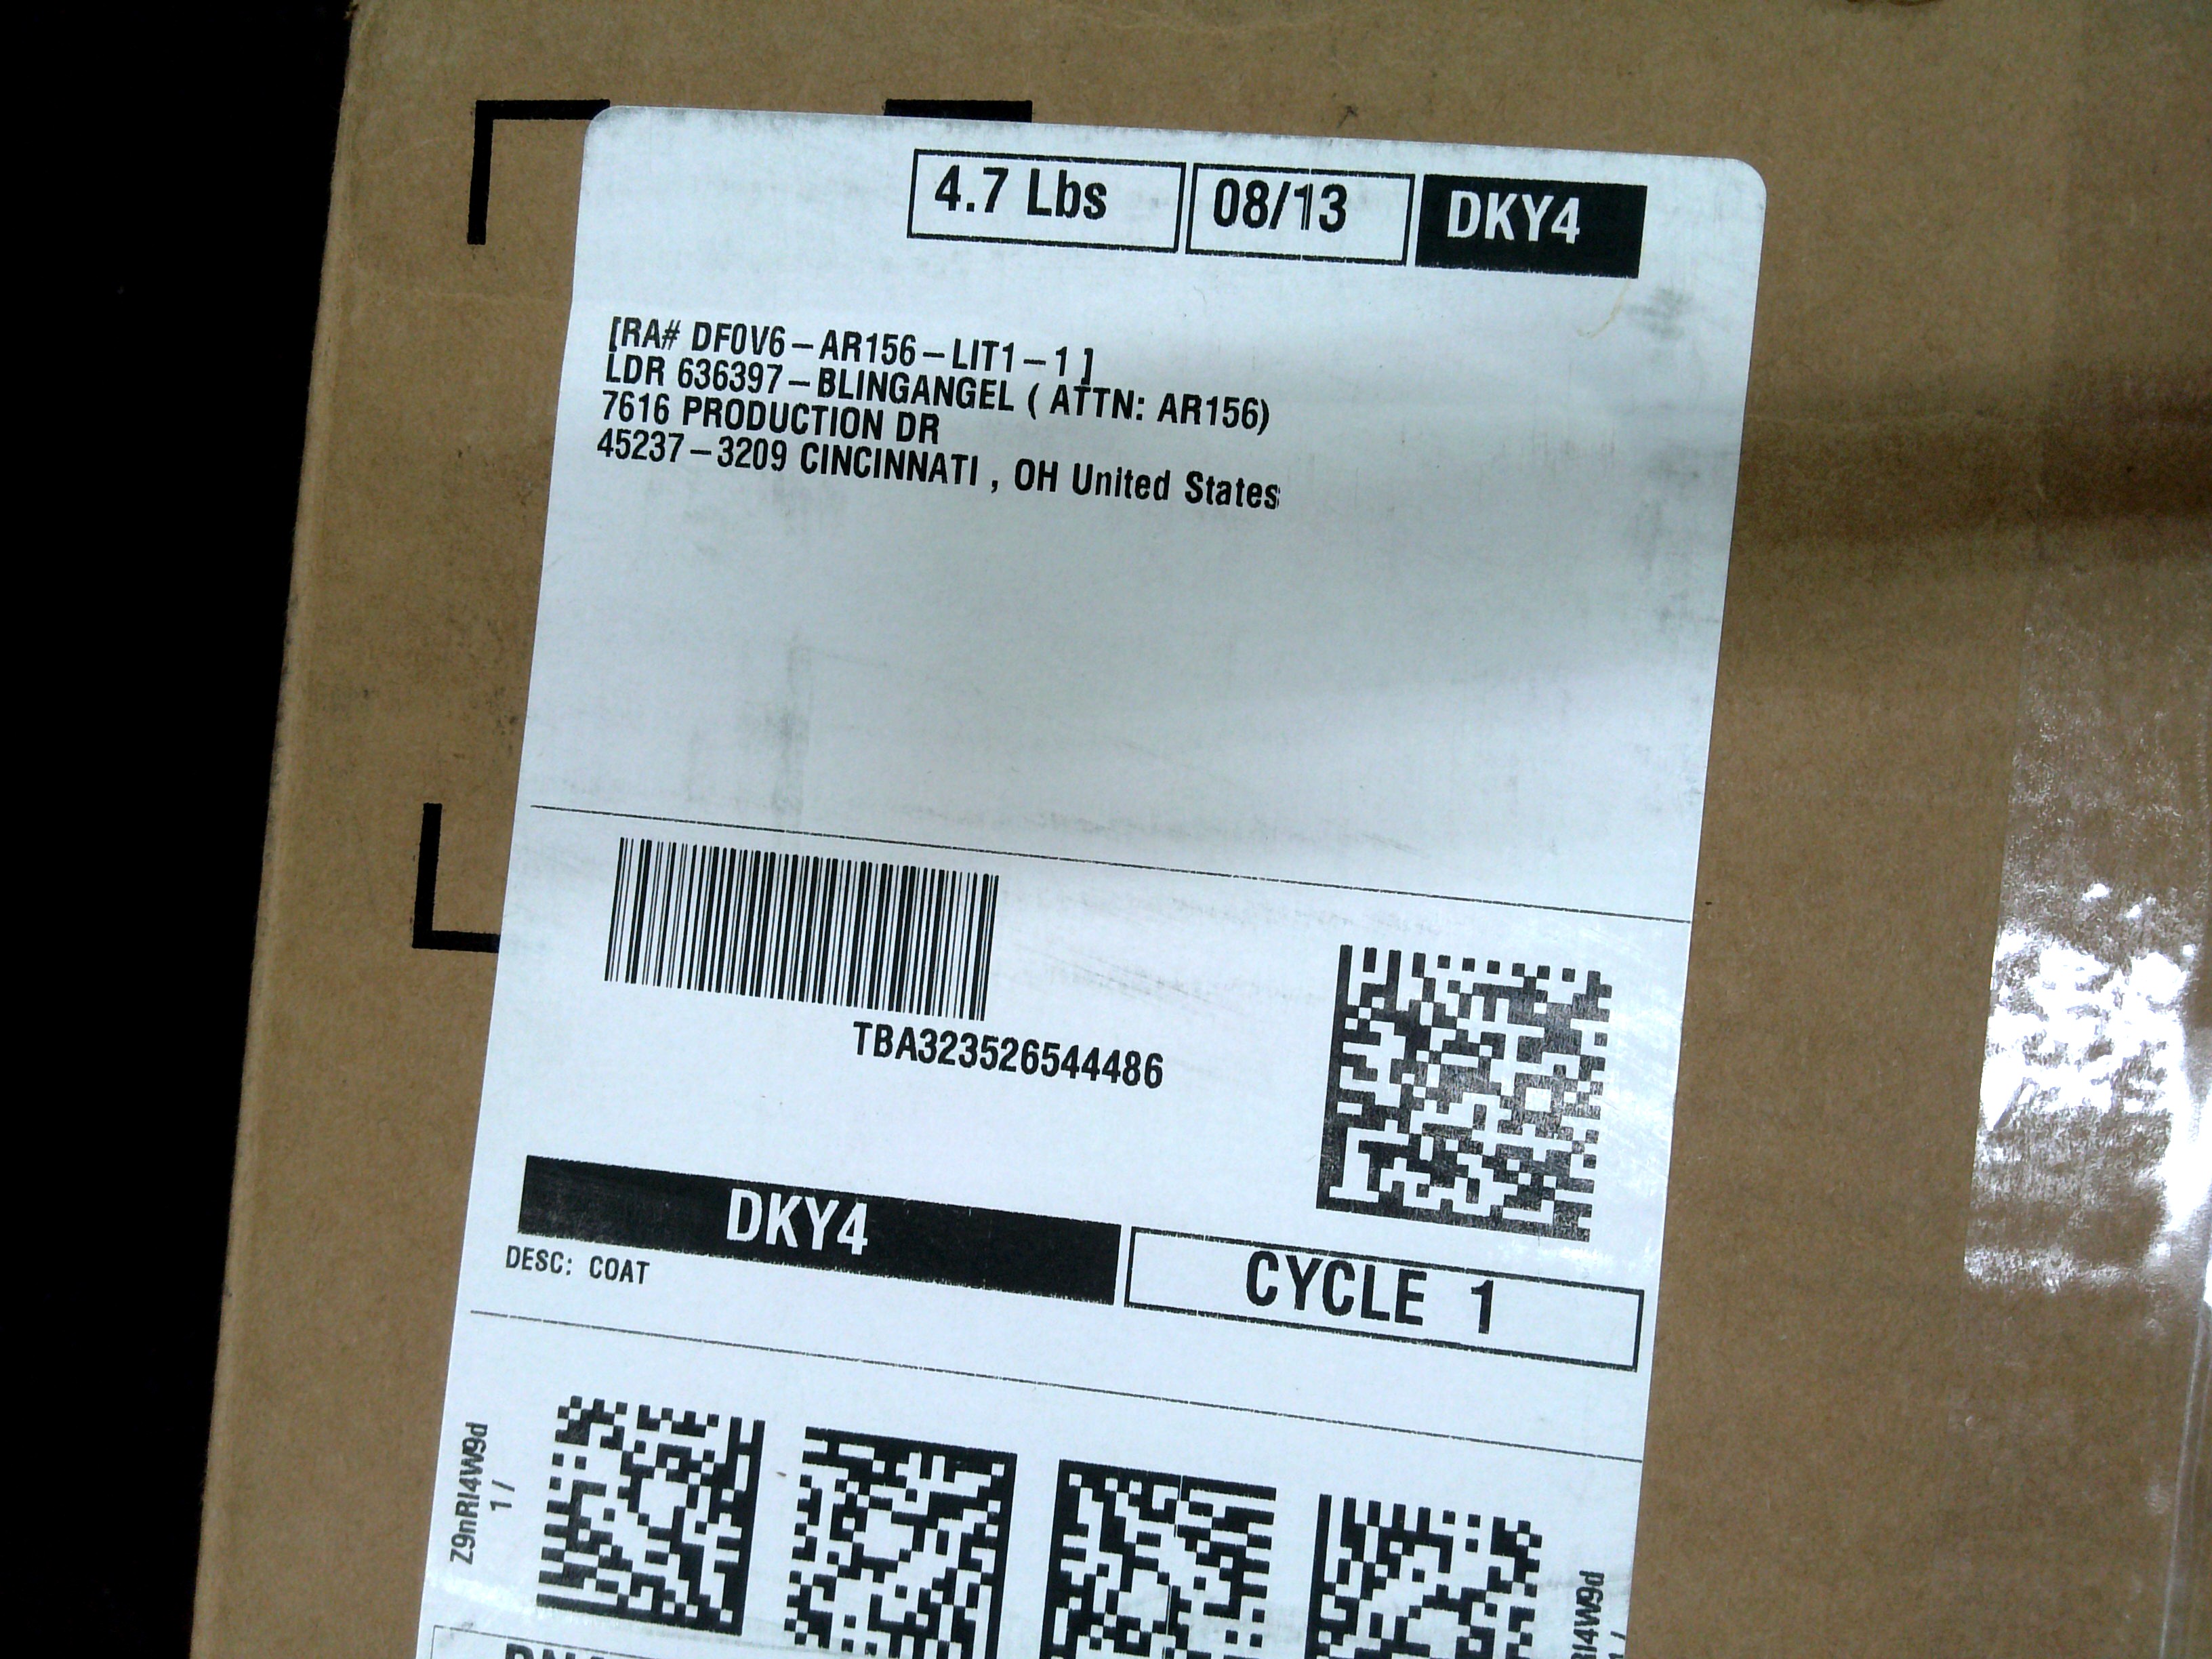 4.7 Lbs 08/13 DKY4
[RA# DF0V6-AR156-LIT1-1 ]
LDR 636397-BLINGANGEL ( ATTN: AR156)
7616 PRODUCTION DR
45237-3209 CINCINNATI , OH United States
TBA323526544486
DKY4
CYCLE 1
DESC: COAT
Z9nRI4W9d
1 /